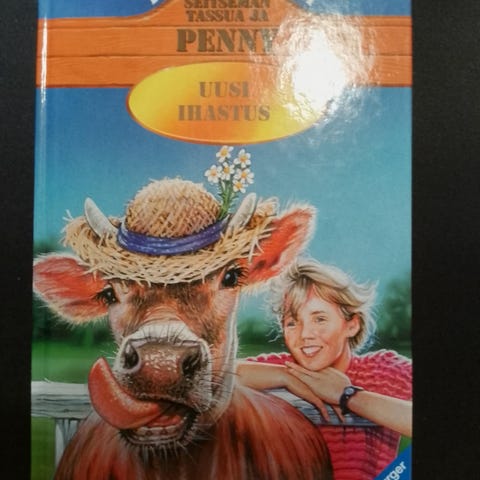 SEITSEMÄN
TASSUA JA
PENNY
UUSI
IHASTUS